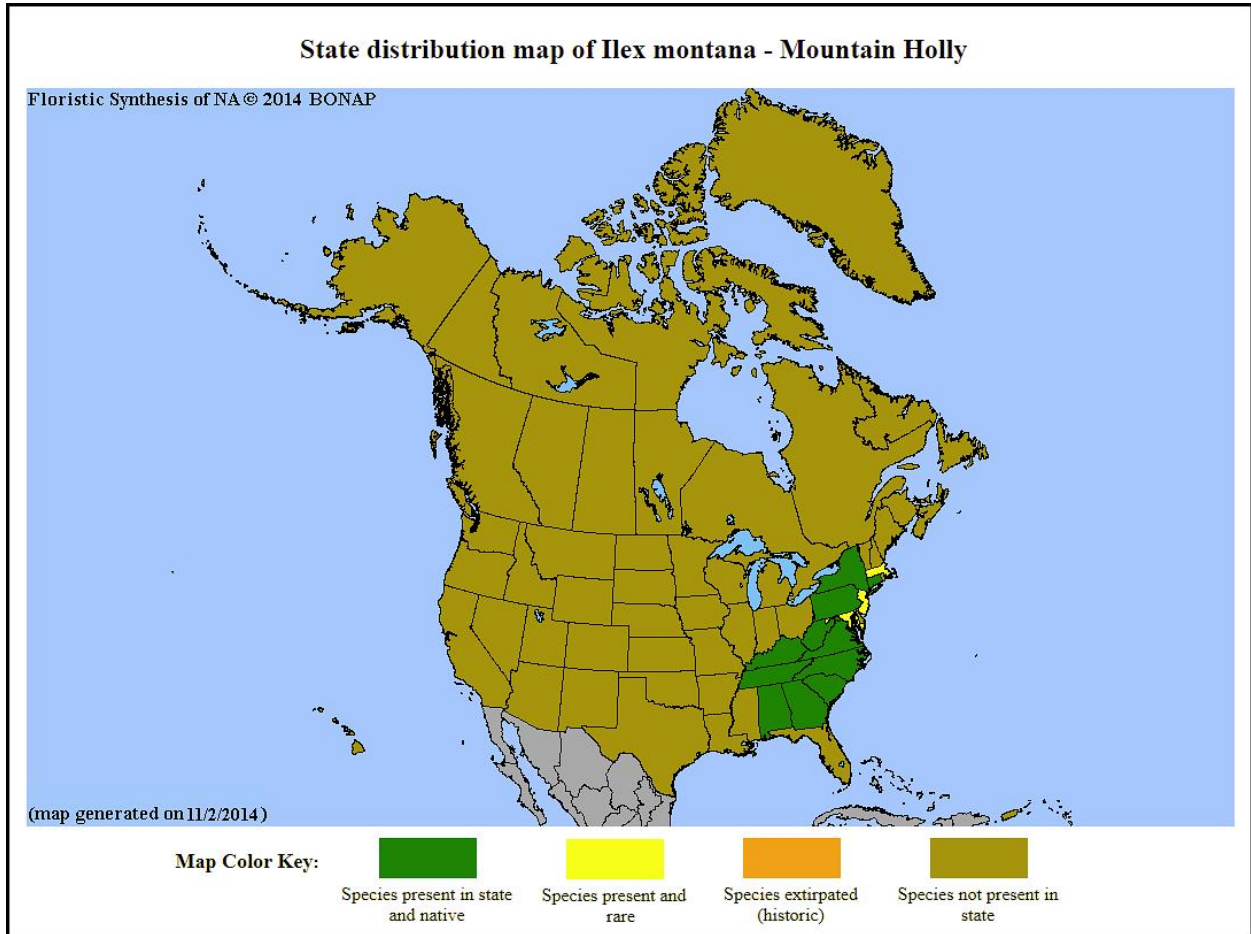 State distribution map of Ilex montana - Mountain Holly
Floristic Synthesis of NA © 2014 BONAP
(map generated on 11/2/2014)
Map Color Key:
Species present in state
and native
Species present and
rare
Species extirpated
(historic)
Species not present in
state